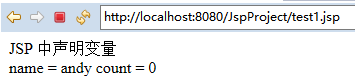 http://localhost:8080/JspProject/test1.jsp
JSP 中声明变量
name = andy count = 0